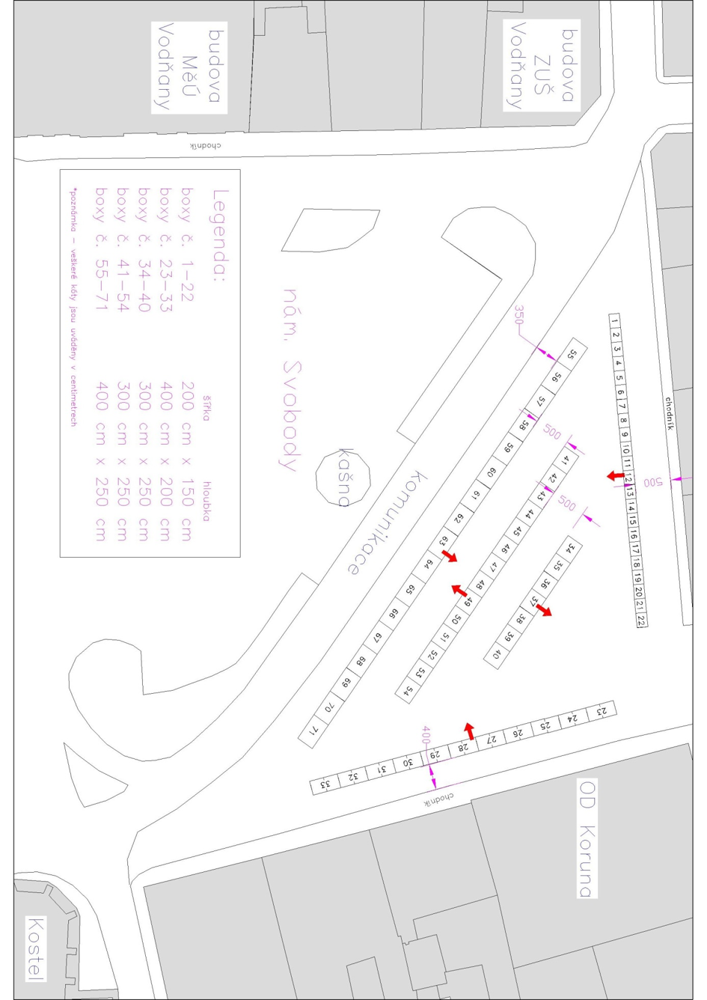 budova
ZUŠ
Vodňany
budova
MěÚ
Vodňany
chodník
Legenda:
šířka hloubka
boxy č. 1-22 200 cm x 150 cm
boxy č. 23-33 400 cm x 200 cm
boxy č. 34-40 300 cm x 250 cm
boxy č. 41-54 300 cm x 250 cm
boxy č. 55-71 400 cm x 250 cm
*poznámka - veškeré kóty jsou uváděny v centimetrech
nám. Svobody
kašna
Komunikace
350
500
500
500
400
chodník
1 2 3 4 5 6 7 8 9 10 11 12 13 14 15 16 17 18 19 20 21 22
55 56 57 58 59 60 61 62 63 64 65 66 67 68 69 70 71
41 42 43 44 45 46 47 48 49 50 51 52 53 54
34 35 36 37 38 39 40
23 24 25 26 27 28 29 30 31 32 33
chodník
OD Koruna
Kostel